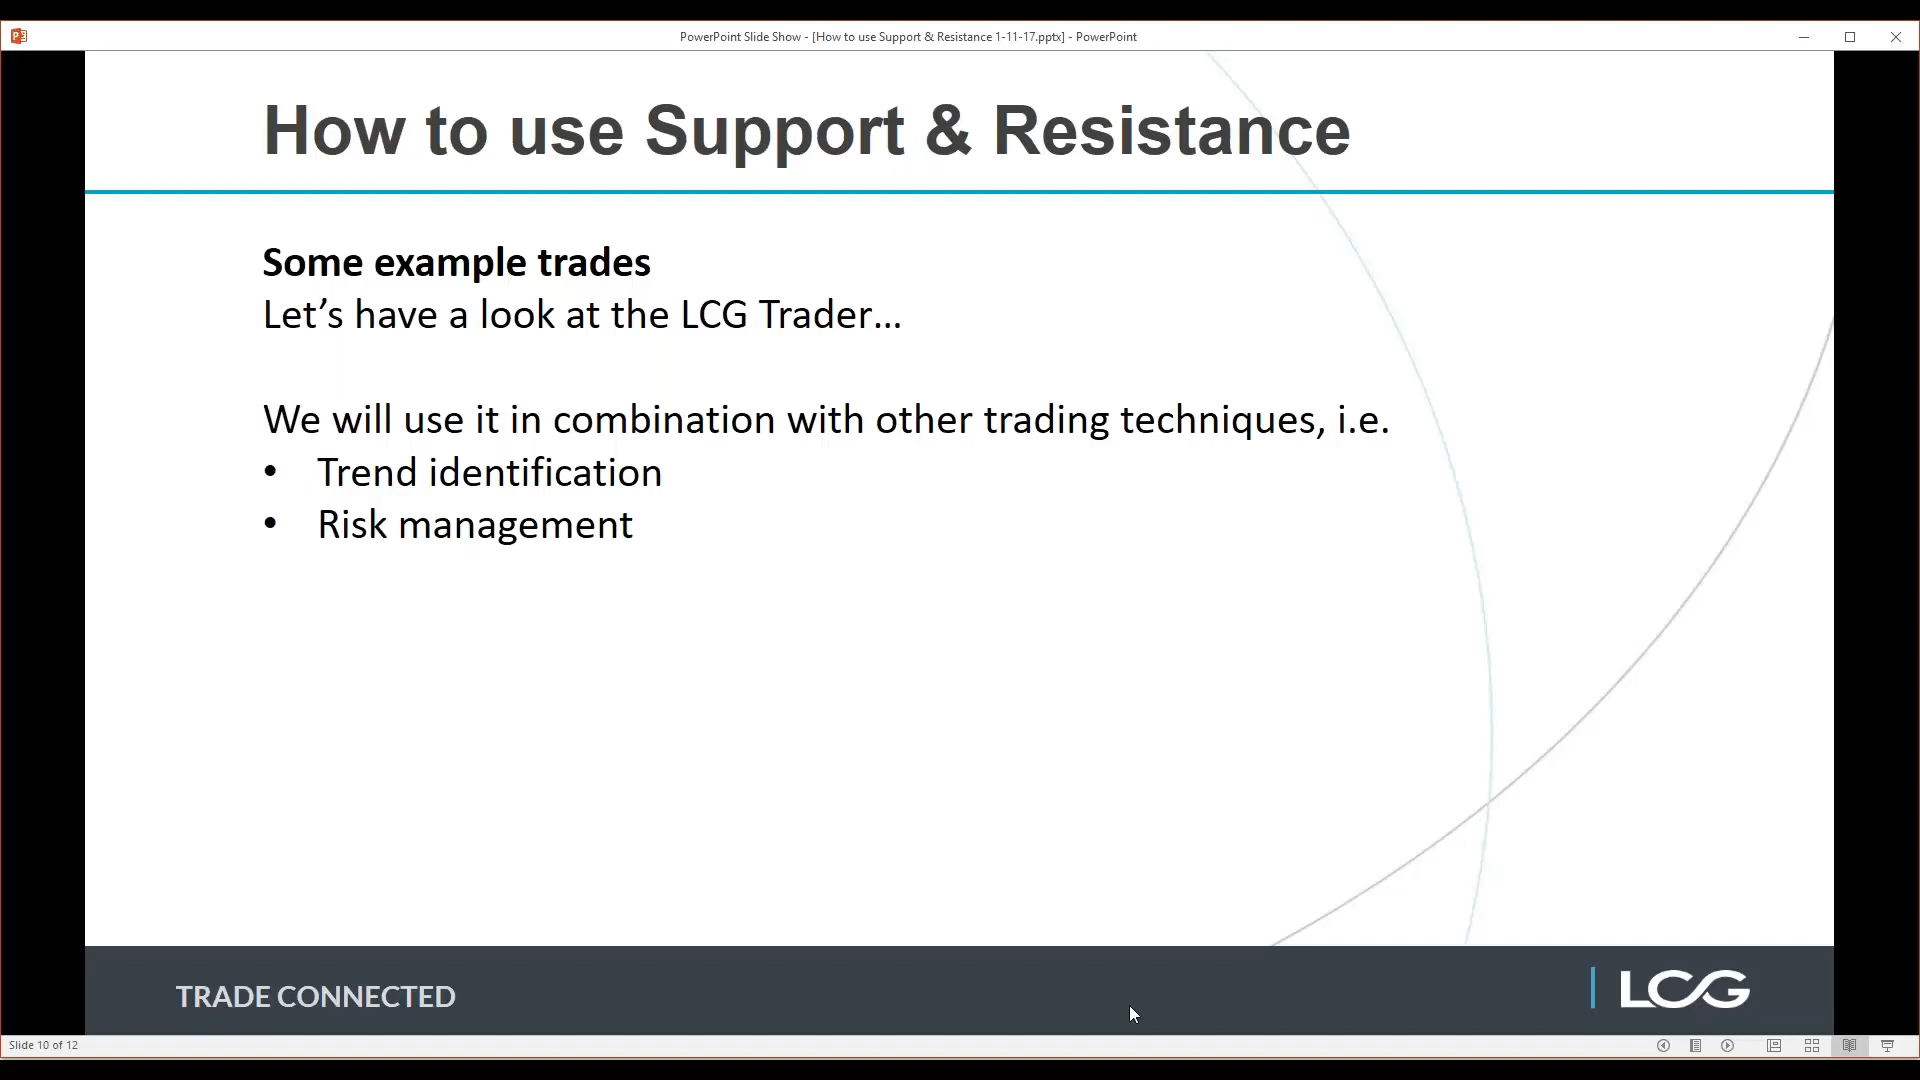 PowerPoint Slide Show - [How to use Support & Resistance 1-11-17.pptx] - PowerPoint
How to use Support & Resistance
Some example trades
Let’s have a look at the LCG Trader…
We will use it in combination with other trading techniques, i.e.
• Trend identification
• Risk management
TRADE CONNECTED
LCG
Slide 10 of 12